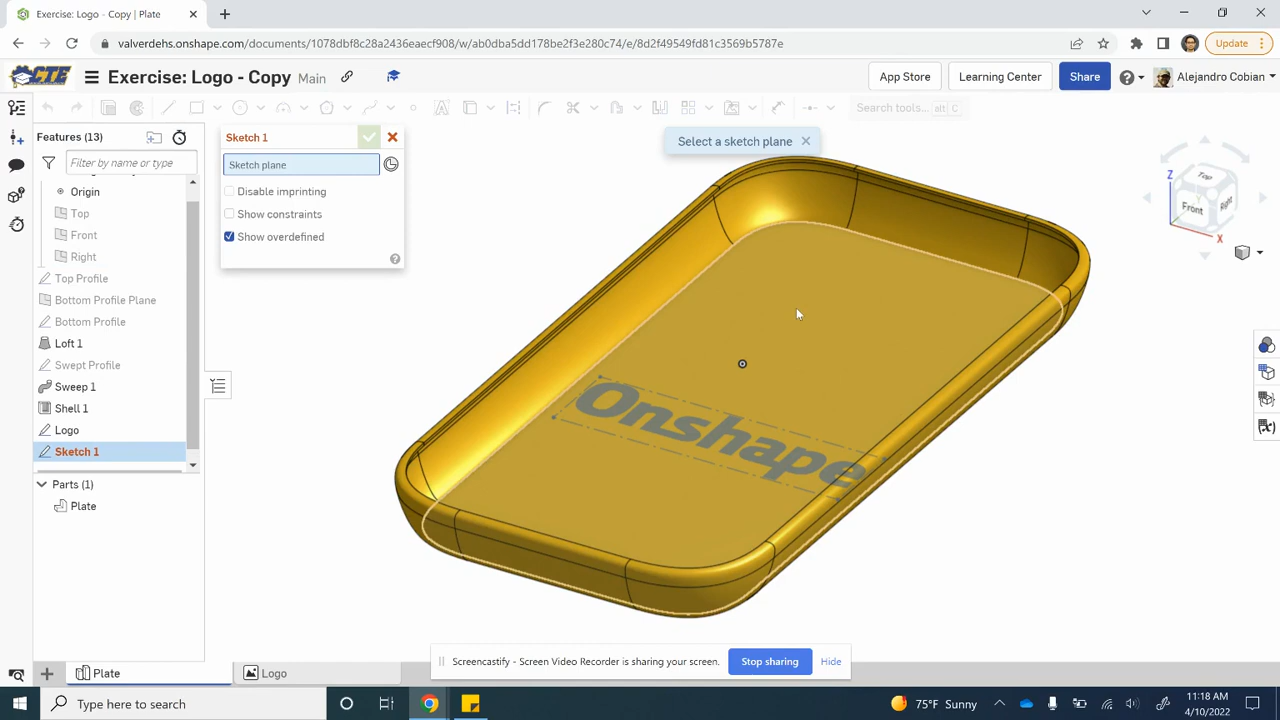 Exercise: Logo - Copy | Plate
valverdehs.onshape.com/documents/1078dbf8c28a2436eaecf908/w/ad0dba5dd178be2f3e280c74/e/8d2f49549fd81c3569b5787e
Update
CTE
Exercise: Logo - Copy Main
App Store
Learning Center
Share
Alejandro Cobian
Search tools... alt C
Features (13)
Filter by name or type
Origin
Top
Front
Right
Top Profile
Bottom Profile Plane
Bottom Profile
Loft 1
Swept Profile
Sweep 1
Shell 1
Logo
Sketch 1
Parts (1)
Plate
Sketch 1
Sketch plane
Disable imprinting
Show constraints
Show overdefined
Select a sketch plane
Onshape
Z
Top
Front
Right
X
(x)
Plate
Logo
Screencastify - Screen Video Recorder is sharing your screen.
Stop sharing
Hide
Type here to search
75°F Sunny
11:18 AM
4/10/2022